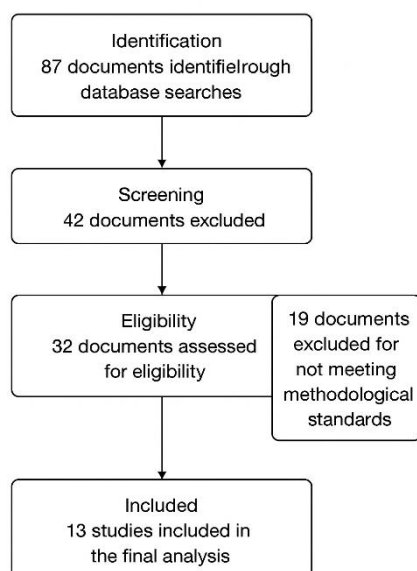 Identification
87 documents identifielrough
database searches
Screening
42 documents excluded
Eligibility
32 documents assessed
for eligibility
19 documents
excluded for
not meeting
methodological
standards
Included
13 studies included in
the final analysis